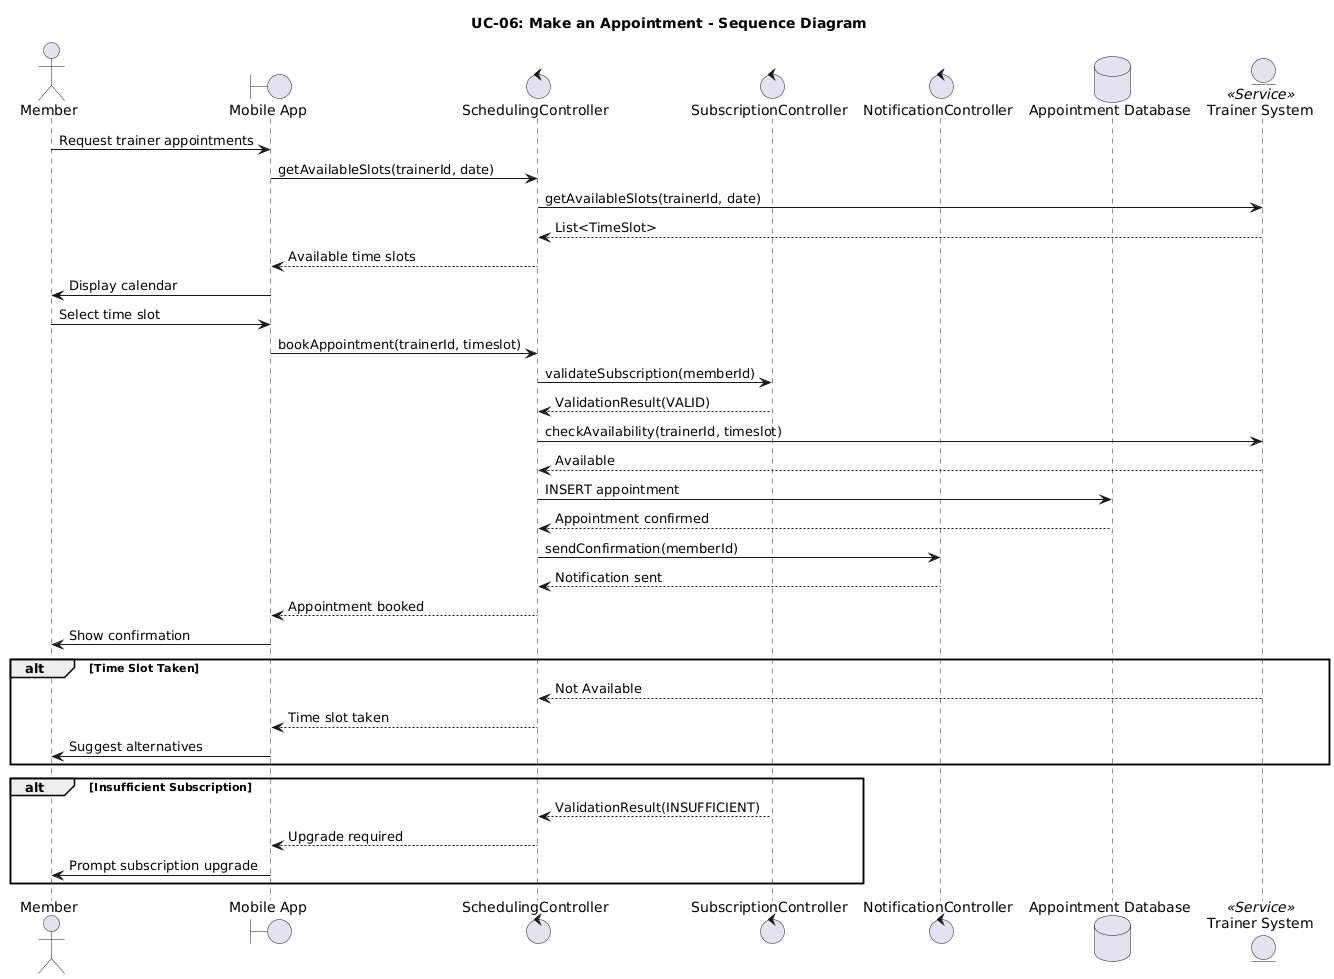 UC-06: Make an Appointment - Sequence Diagram
Member
Mobile App
SchedulingController
SubscriptionController
NotificationController
Appointment Database
«Service»
Trainer System
Request trainer appointments
getAvailableSlots(trainerId, date)
getAvailableSlots(trainerId, date)
List<TimeSlot>
Available time slots
Display calendar
Select time slot
bookAppointment(trainerId, timeslot)
validateSubscription(memberId)
ValidationResult(VALID)
checkAvailability(trainerId, timeslot)
Available
INSERT appointment
Appointment confirmed
sendConfirmation(memberId)
Notification sent
Appointment booked
Show confirmation
alt [Time Slot Taken]
Not Available
Time slot taken
Suggest alternatives
alt [Insufficient Subscription]
ValidationResult(INSUFFICIENT)
Upgrade required
Prompt subscription upgrade
Member
Mobile App
SchedulingController
SubscriptionController
NotificationController
Appointment Database
«Service»
Trainer System